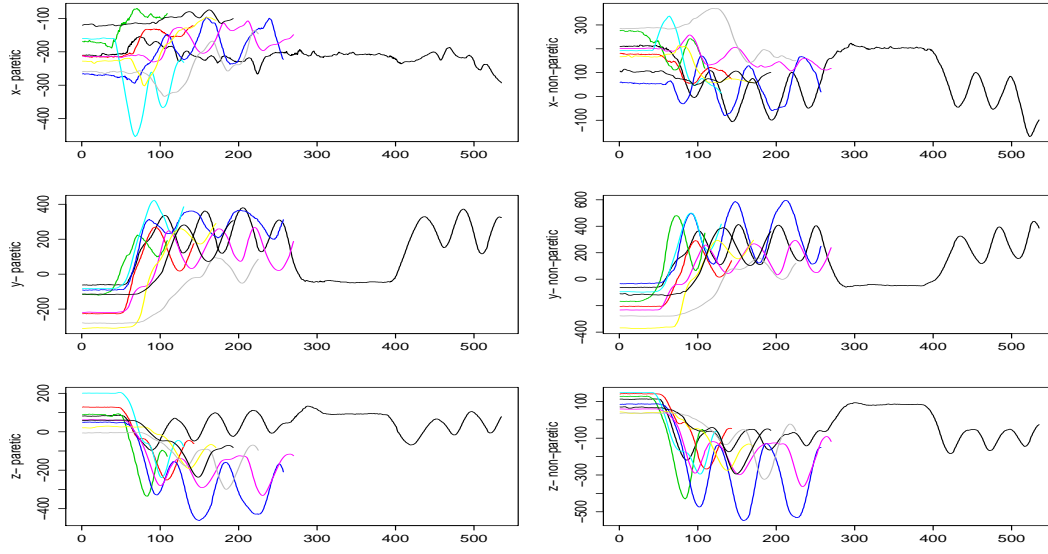 x- paretic
-400 -300 -200 -100
0 100 200 300 400 500
x- non-paretic
-100 0 100 300
0 100 200 300 400 500
y- paretic
-200 0 200 400
0 100 200 300 400 500
y- non-paretic
-400 0 200 400 600
0 100 200 300 400 500
z- paretic
-400 -200 0 200
0 100 200 300 400 500
z- non-paretic
-500 -300 -100 100
0 100 200 300 400 500